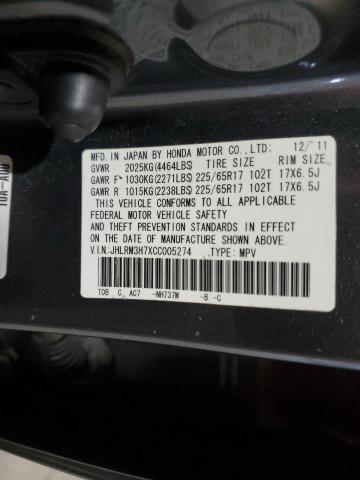 MFD. IN JAPAN BY HONDA MOTOR CO., LTD: 12/'11
GVWR 2025KG(4464LBS) TIRE SIZE RIM SIZE
GAWR F 1030KG(2271LBS) 225/65R17 102T 17X6.5J
GAWR R 1015KG(2238LBS) 225/65R17 102T 17X6.5J
THIS VEHICLE CONFORMS TO ALL APPLICABLE
FEDERAL MOTOR VEHICLE SAFETY
AND THEFT PREVENTION STANDARDS IN EFFECT
ON THE DATE OF MANUFACTURE SHOWN ABOVE.
V.I.N:JHLRM3H7XCC005274 TYPE: MPV
TOB C AC7 -NH737M -B -C